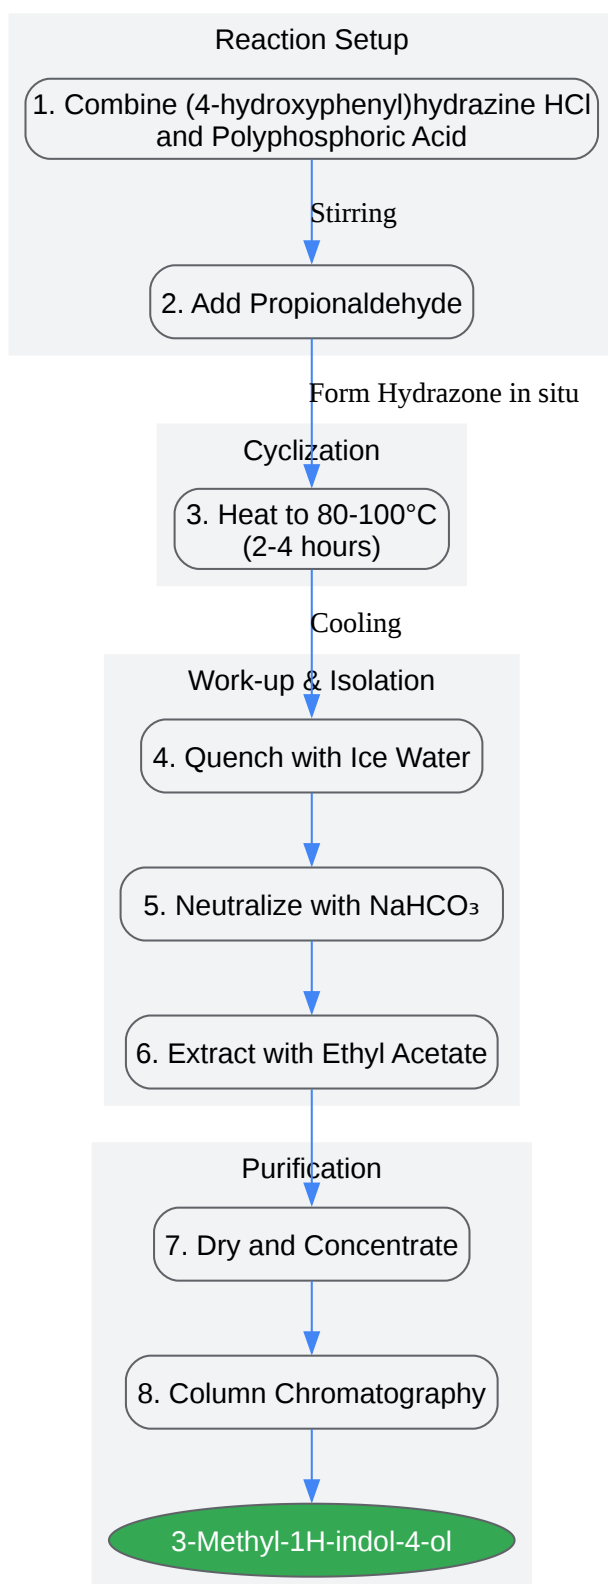 Reaction Setup
1. Combine (4-hydroxyphenyl)hydrazine HCl
and Polyphosphoric Acid
Stirring
2. Add Propionaldehyde
Form Hydrazone in situ
Cyclization
3. Heat to 80-100°C
(2-4 hours)
Cooling
Work-up & Isolation
4. Quench with Ice Water
5. Neutralize with NaHCO₃
6. Extract with Ethyl Acetate
Purification
7. Dry and Concentrate
8. Column Chromatography
3-Methyl-1H-indol-4-ol